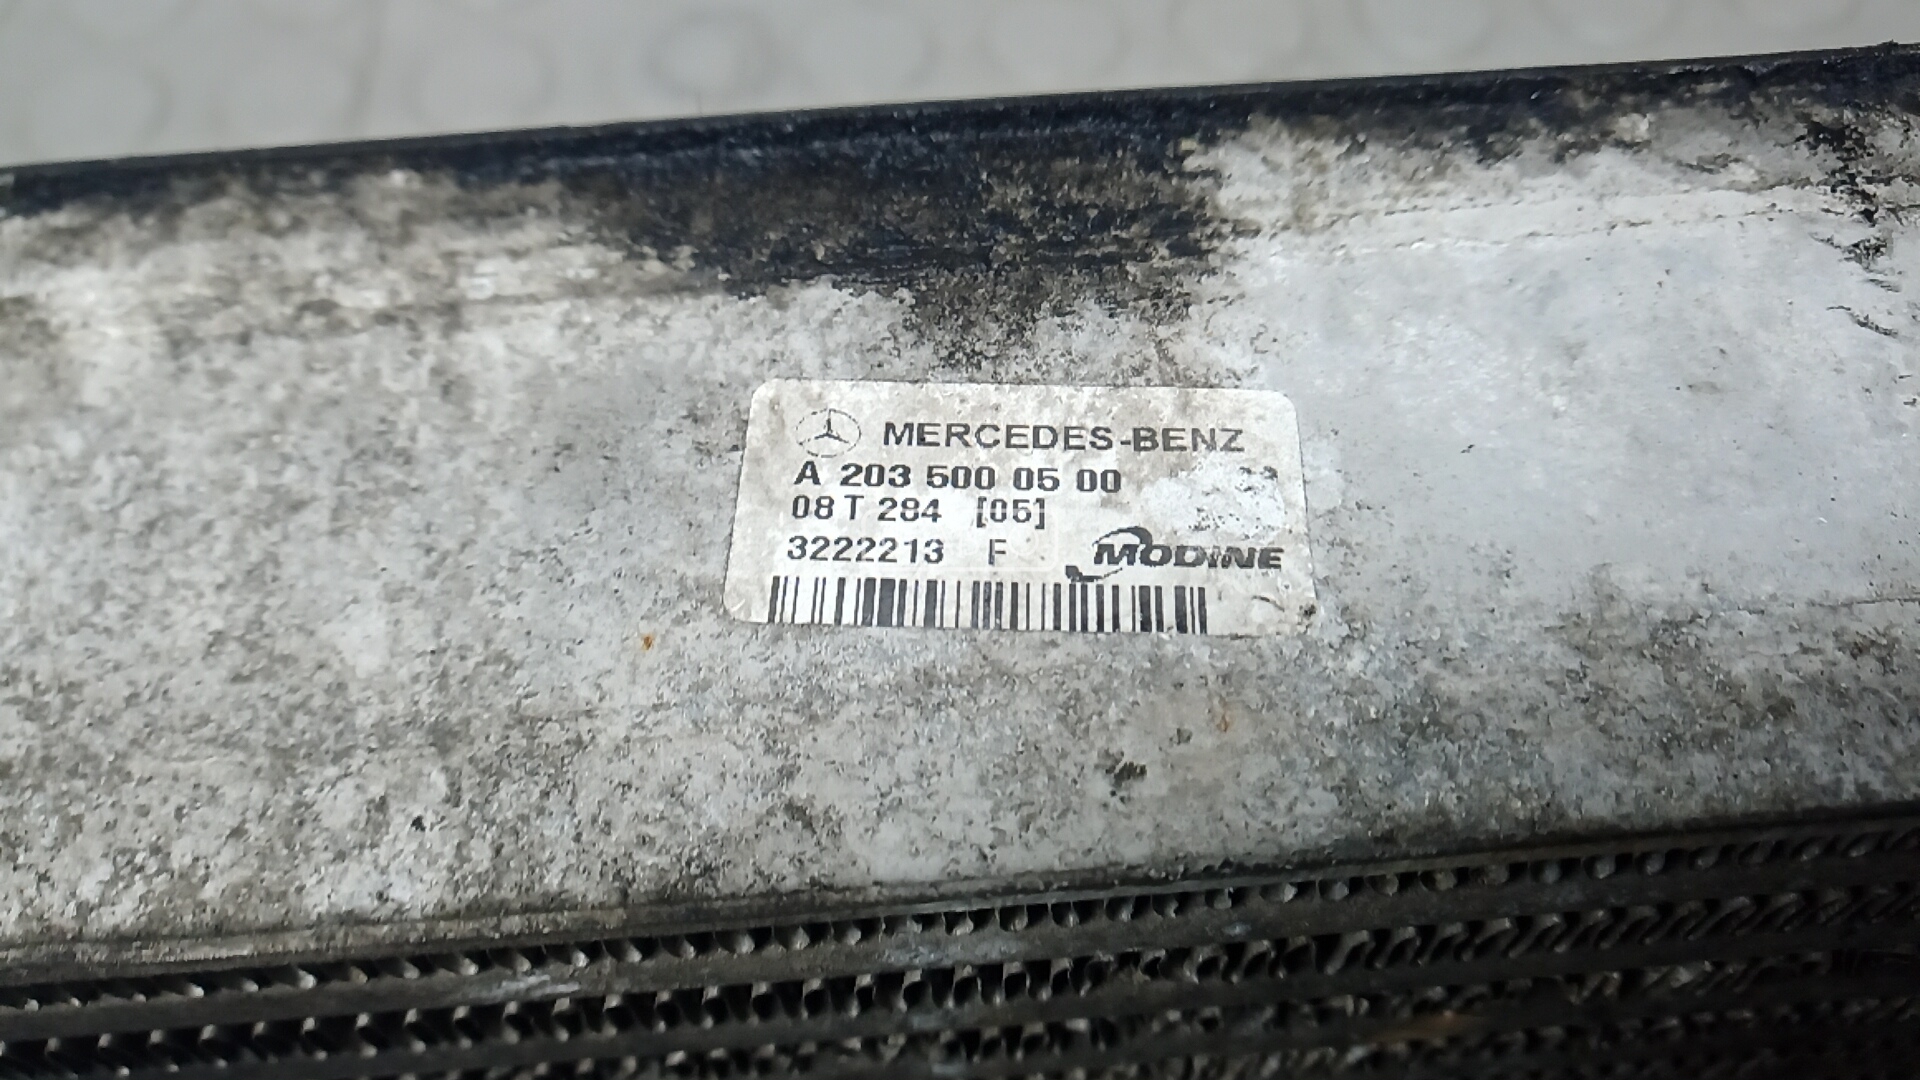 MERCEDES-BENZ
A 203 500 05 00
08 T 284 [05]
3222213 F MODINE